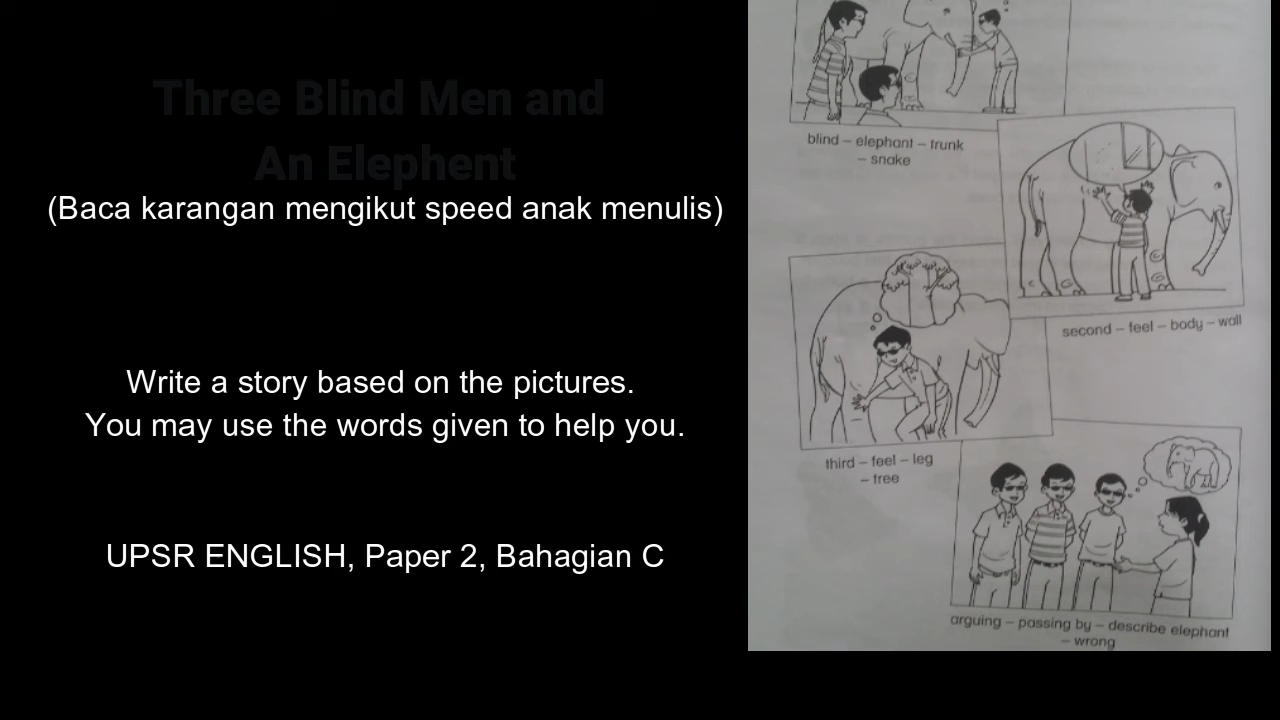 Three Blind Men and
An Elephent
(Baca karangan mengikut speed anak menulis)
Write a story based on the pictures.
You may use the words given to help you.
UPSR ENGLISH, Paper 2, Bahagian C
blind – elephant – trunk
– snake
second – feel – body – wall
third – feel – leg
– tree
arguing – passing by – describe elephant
– wrong